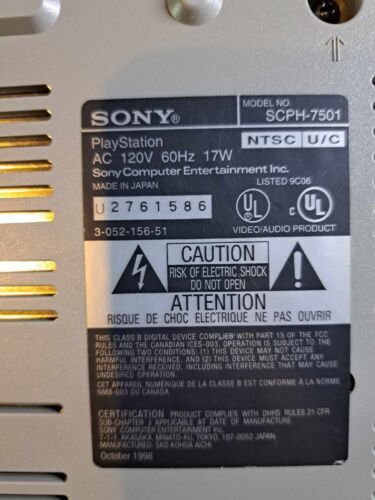 SONY®
MODEL NO. SCPH-7501
PlayStation
NTSC U/C
AC 120V 60Hz 17W
Sony Computer Entertainment Inc.
MADE IN JAPAN
LISTED 9C06
U2761586
UL ® c UL ®
3-052-156-51
VIDEO/AUDIO PRODUCT
CAUTION
RISK OF ELECTRIC SHOCK
DO NOT OPEN
ATTENTION
RISQUE DE CHOC ELECTRIQUE NE PAS OUVRIR
THIS CLASS B DIGITAL DEVICE COMPLIES WITH PART 15 OF THE FCC
RULES AND THE CANADIAN ICES-003. OPERATION IS SUBJECT TO THE
FOLLOWING TWO CONDITIONS: (1) THIS DEVICE MAY NOT CAUSE
HARMFUL INTERFERENCE, AND (2) THIS DEVICE MUST ACCEPT ANY
INTERFERENCE RECEIVED, INCLUDING INTERFERENCE THAT MAY
CAUSE UNDESIRED OPERATION.
CET APPAREIL NUMÉRIQUE DE LA CLASSE B EST CONFORME À LA NORME
NMB-003 DU CANADA.
CERTIFICATION PRODUCT COMPLIES WITH DHHS RULES 21 CFR
SUB-CHAPTER J APPLICABLE AT DATE OF MANUFACTURE.
SONY COMPUTER ENTERTAINMENT INC.
7-1-1, AKASAKA, MINATO-KU, TOKYO, 107-0052 JAPAN
MANUFACTURED: SKD KOHDA AICHI
October 1998